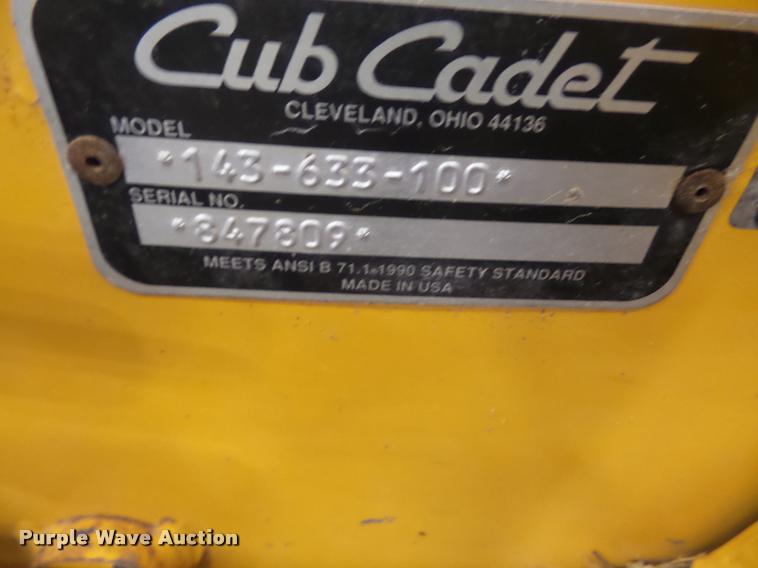 Cub Cadet
CLEVELAND, OHIO 44136
MODEL
*143-633-100*
SERIAL NO.
*847809*
MEETS ANSI B 71.1-1990 SAFETY STANDARD
MADE IN USA
Purple Wave Auction